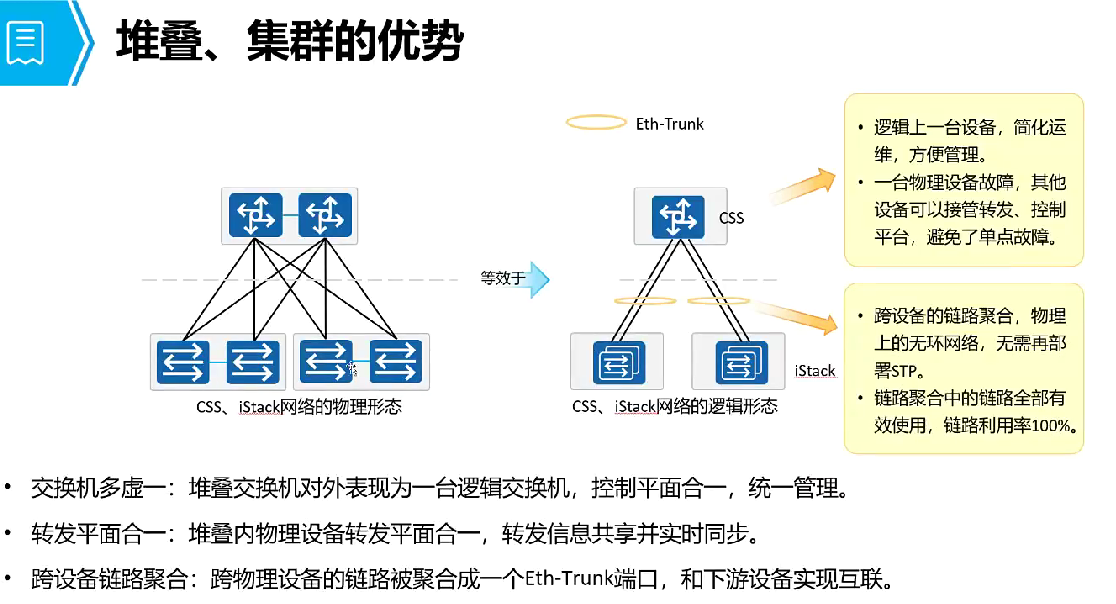 堆叠、集群的优势
Eth-Trunk
• 逻辑上一台设备，简化运
维，方便管理。
• 一台物理设备故障，其他
设备可以接管转发、控制
平台，避免了单点故障。
CSS
等效于
• 跨设备的链路聚合，物理
上的无环网络，无需再部
署STP。
• 链路聚合中的链路全部有
效使用，链路利用率100%。
iStack
CSS、iStack网络的物理形态
CSS、iStack网络的逻辑形态
• 交换机多虚一：堆叠交换机对外表现为一台逻辑交换机，控制平面合一，统一管理。
• 转发平面合一：堆叠内物理设备转发平面合一，转发信息共享并实时同步。
• 跨设备链路聚合：跨物理设备的链路被聚合成一个Eth-Trunk端口，和下游设备实现互联。